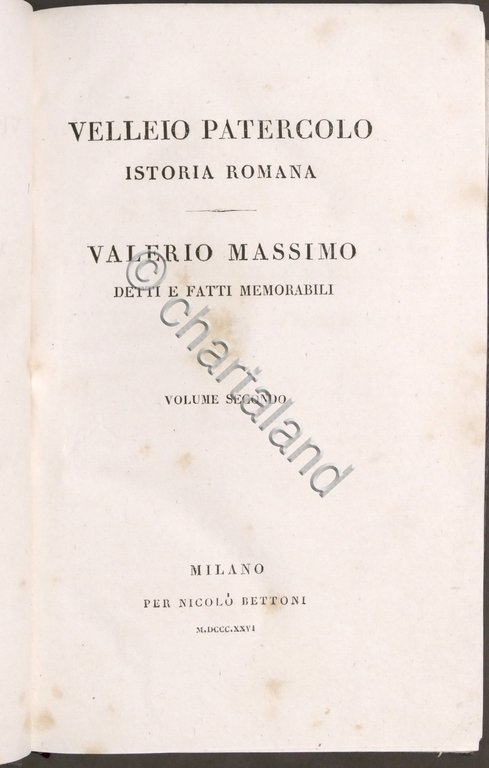 VELLEIO PATERCOLO
ISTORIA ROMANA
VALERIO MASSIMO
DETTI E FATTI MEMORABILI
VOLUME SECONDO
© chartaland
MILANO
PER NICOLÒ BETTONI
M.DCCC.XXVI